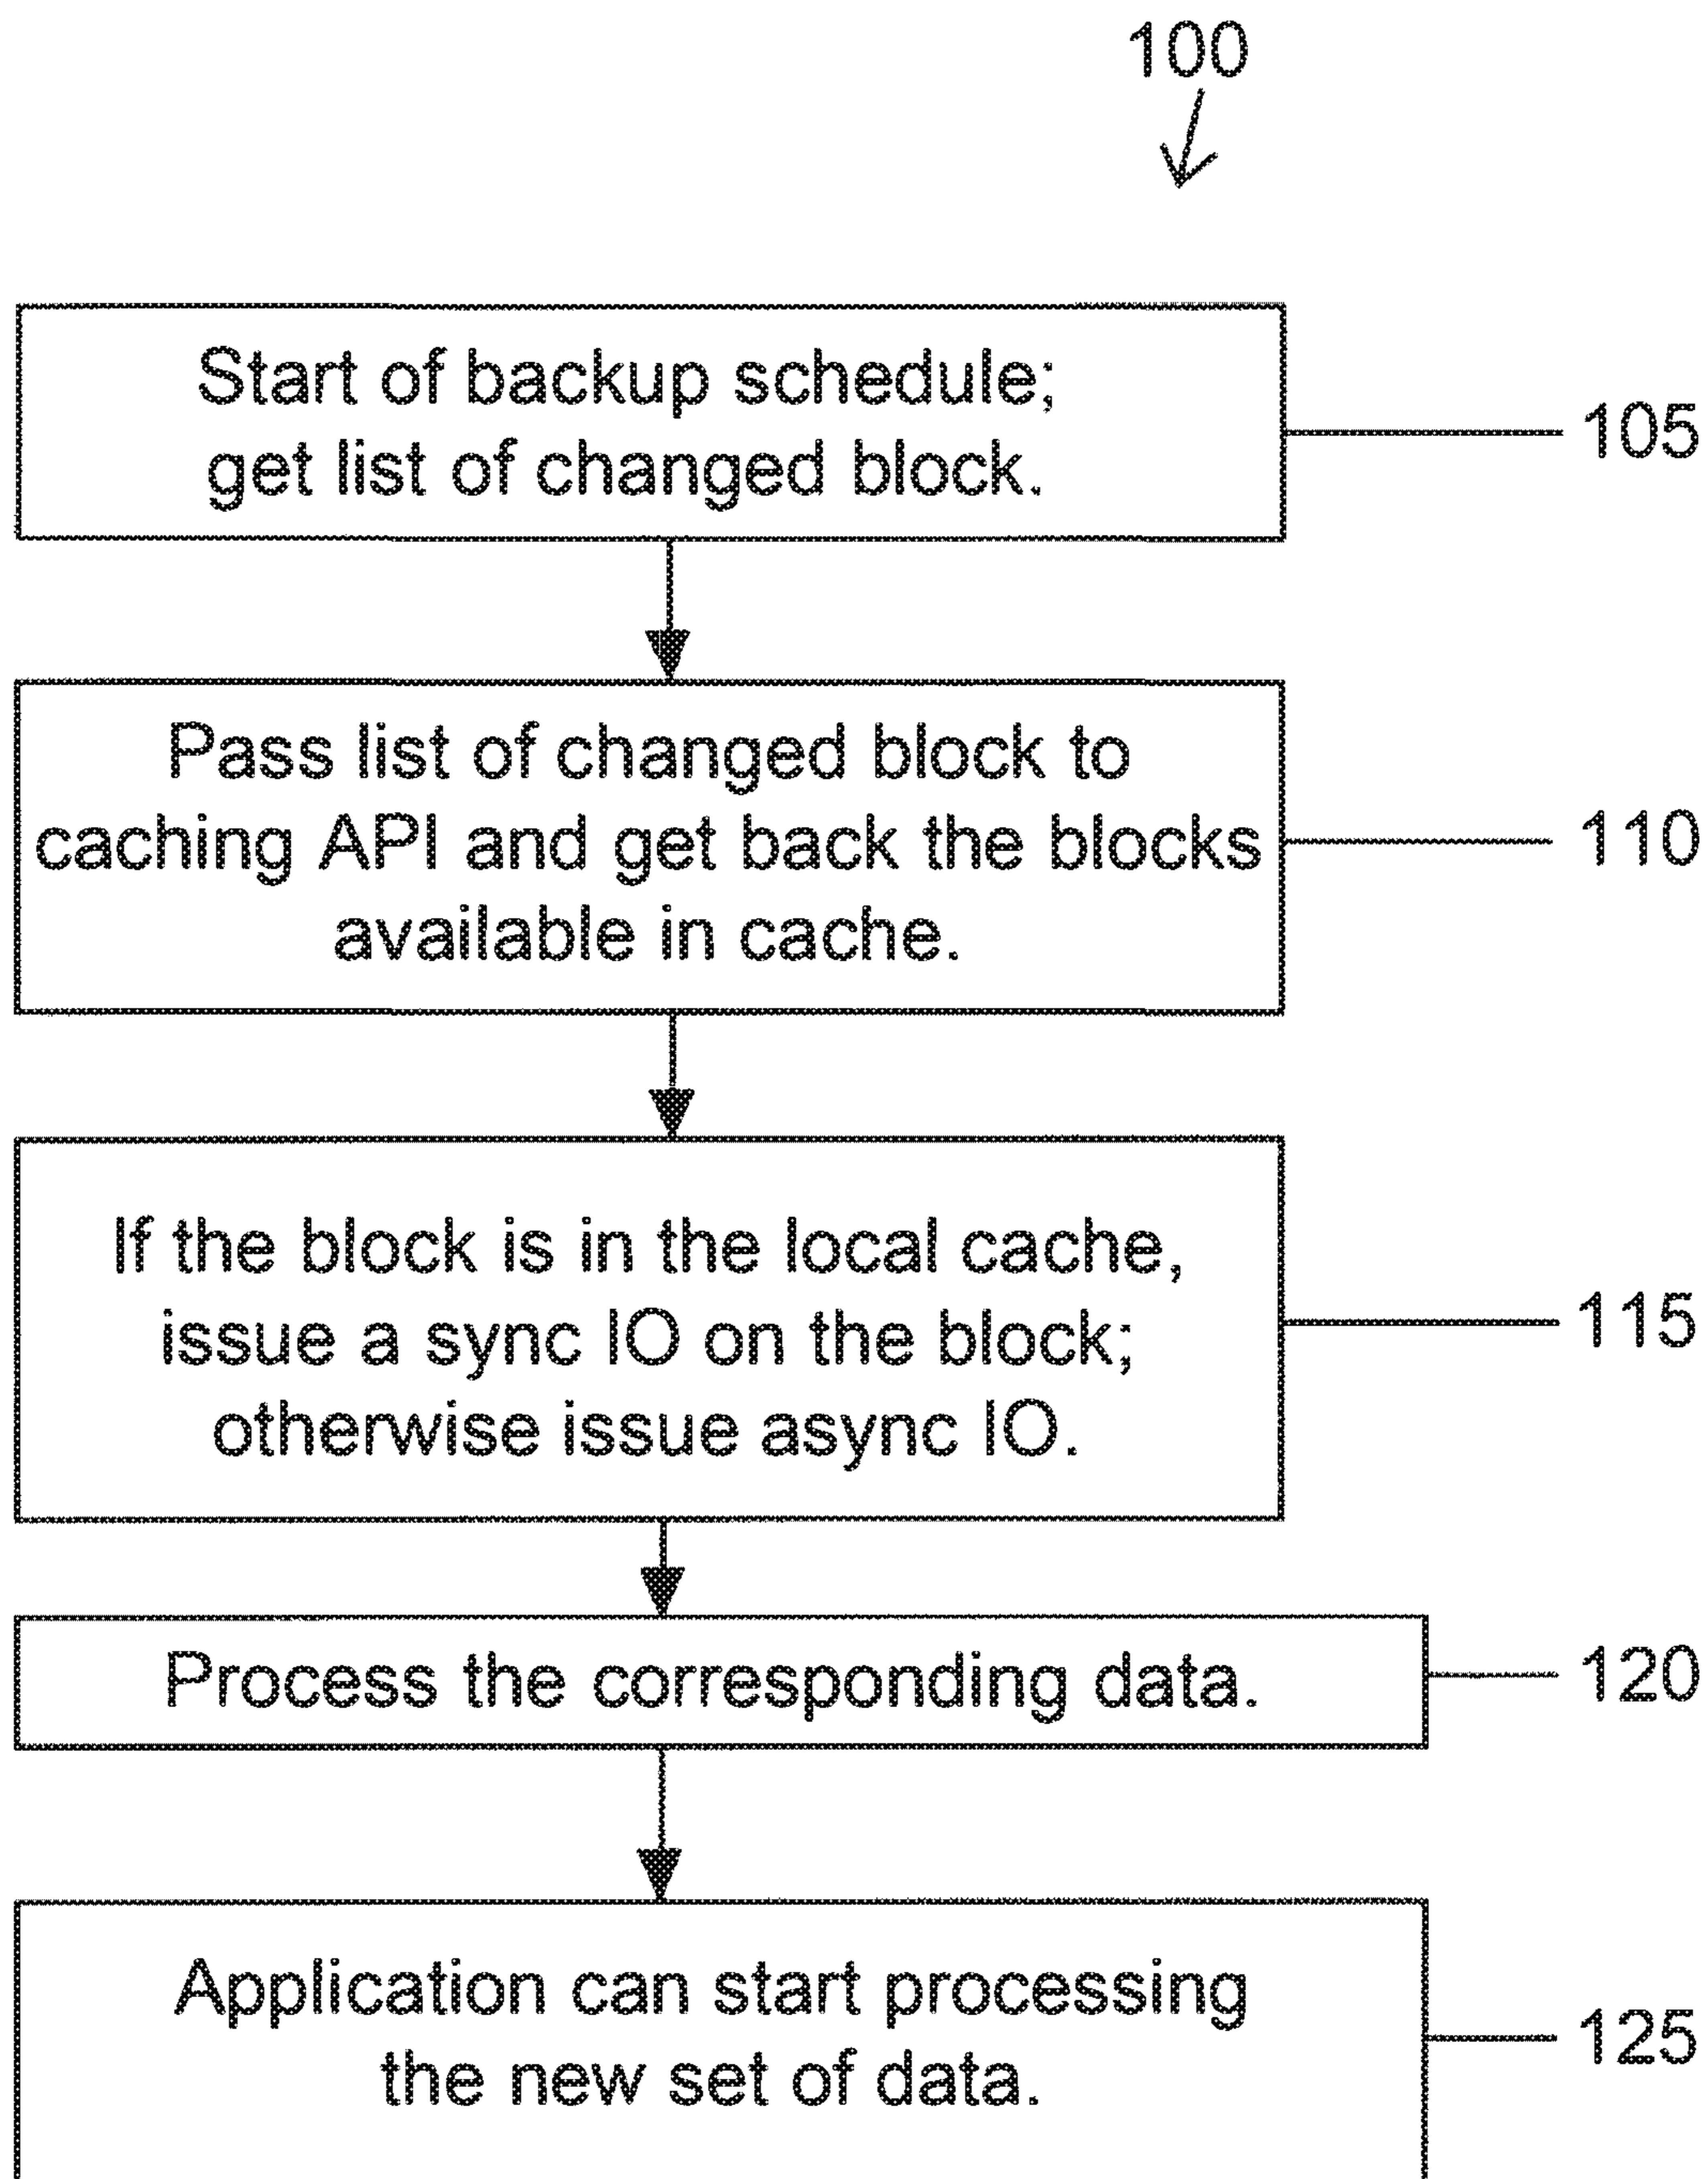 100
Start of backup schedule;
get list of changed block.
105
Pass list of changed block to
caching API and get back the blocks
available in cache.
110
If the block is in the local cache,
issue a sync IO on the block;
otherwise issue async IO.
115
Process the corresponding data.
120
Application can start processing
the new set of data.
125